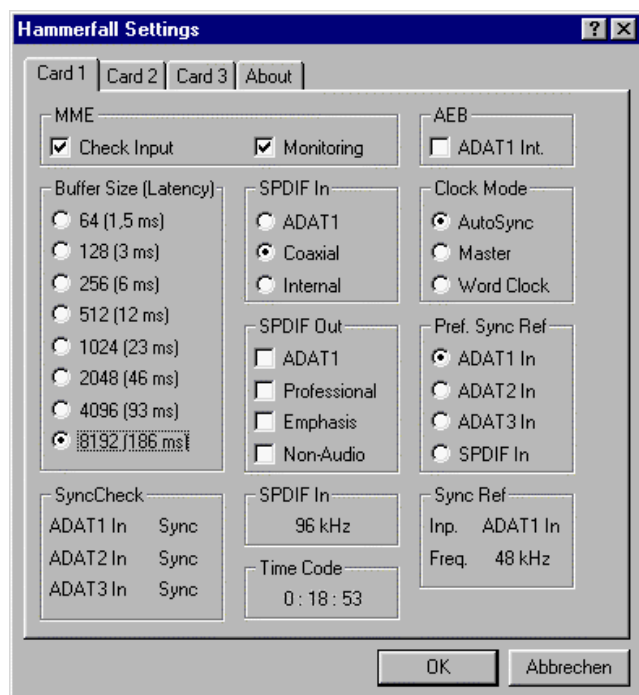 Hammerfall Settings
Card 1 Card 2 Card 3 About
MME
Check Input Monitoring
AEB
ADAT1 Int.
Buffer Size (Latency)
64 (1,5 ms)
128 (3 ms)
256 (6 ms)
512 (12 ms)
1024 (23 ms)
2048 (46 ms)
4096 (93 ms)
8192 (186 ms)
SPDIF In
ADAT1
Coaxial
Internal
Clock Mode
AutoSync
Master
Word Clock
SPDIF Out
ADAT1
Professional
Emphasis
Non-Audio
Pref. Sync Ref
ADAT1 In
ADAT2 In
ADAT3 In
SPDIF In
SyncCheck
ADAT1 In Sync
ADAT2 In Sync
ADAT3 In Sync
SPDIF In
96 kHz
Time Code
0 : 18 : 53
Sync Ref
Inp. ADAT1 In
Freq. 48 kHz
OK Abbrechen